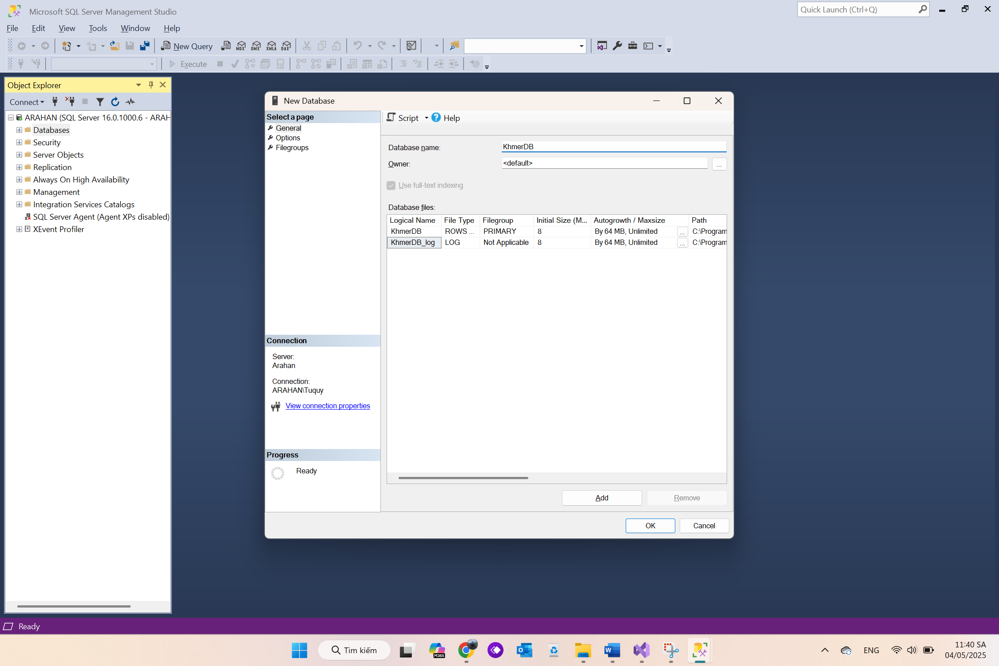 Microsoft SQL Server Management Studio
Quick Launch (Ctrl+Q)
File Edit View Tools Window Help
New Query MDX DMX XMLA DAX
Execute
Object Explorer
Connect
ARAHAN (SQL Server 16.0.1000.6 - ARAH
Databases
Security
Server Objects
Replication
Always On High Availability
Management
Integration Services Catalogs
SQL Server Agent (Agent XPs disabled)
XEvent Profiler
New Database
Select a page
General
Options
Filegroups
Script Help
Database name: KhmerDB
Owner: <default> ...
Use full-text indexing
Database files:
Logical Name File Type Filegroup Initial Size (M... Autogrowth / Maxsize Path
KhmerDB ROWS ... PRIMARY 8 By 64 MB, Unlimited ... C:\Program
KhmerDB_log LOG Not Applicable 8 By 64 MB, Unlimited ... C:\Program
Connection
Server:
Arahan
Connection:
ARAHAN\Tuquy
View connection properties
Progress
Ready
Add Remove
OK Cancel
Ready
Tìm kiếm
M365
ENG
11:40 SA
04/05/2025